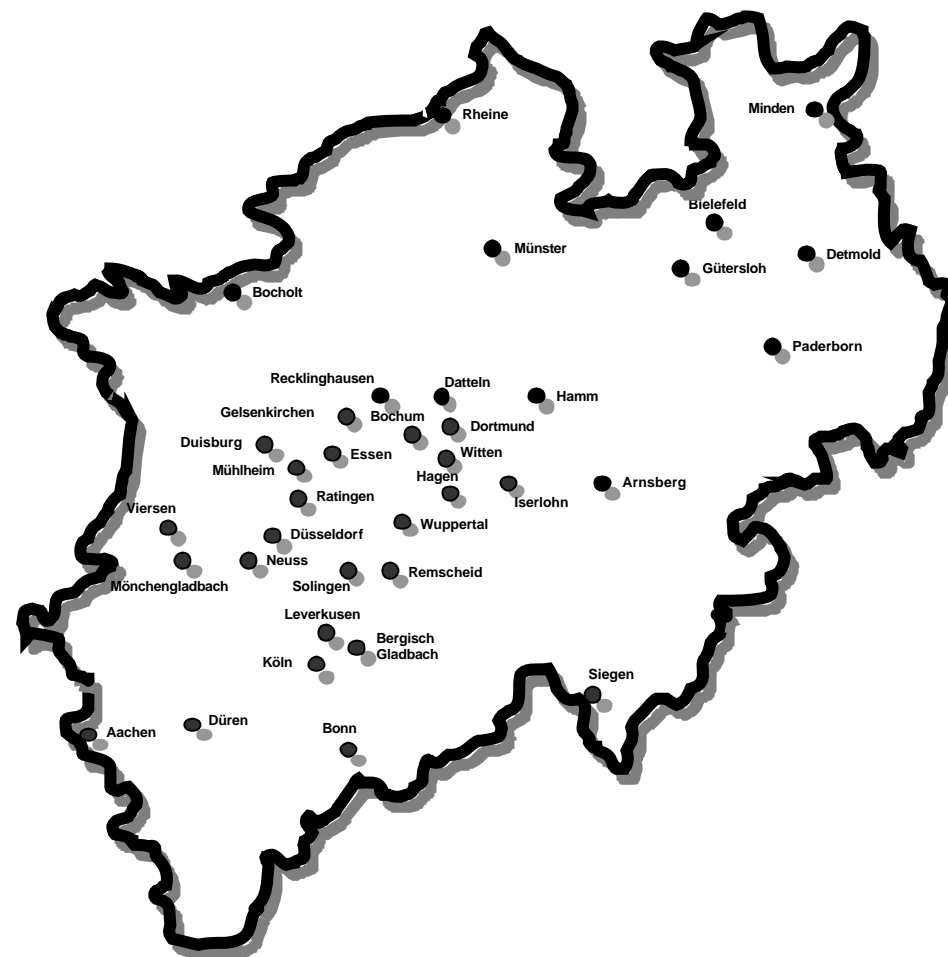 Minden
Rheine
Bielefeld
Münster
Detmold
Gütersloh
Bocholt
Paderborn
Recklinghausen
Datteln
Hamm
Gelsenkirchen
Bochum
Dortmund
Duisburg
Essen
Witten
Mühlheim
Hagen
Arnsberg
Ratingen
Iserlohn
Viersen
Wuppertal
Düsseldorf
Neuss
Remscheid
Mönchengladbach
Solingen
Leverkusen
Bergisch
Gladbach
Köln
Siegen
Düren
Bonn
Aachen